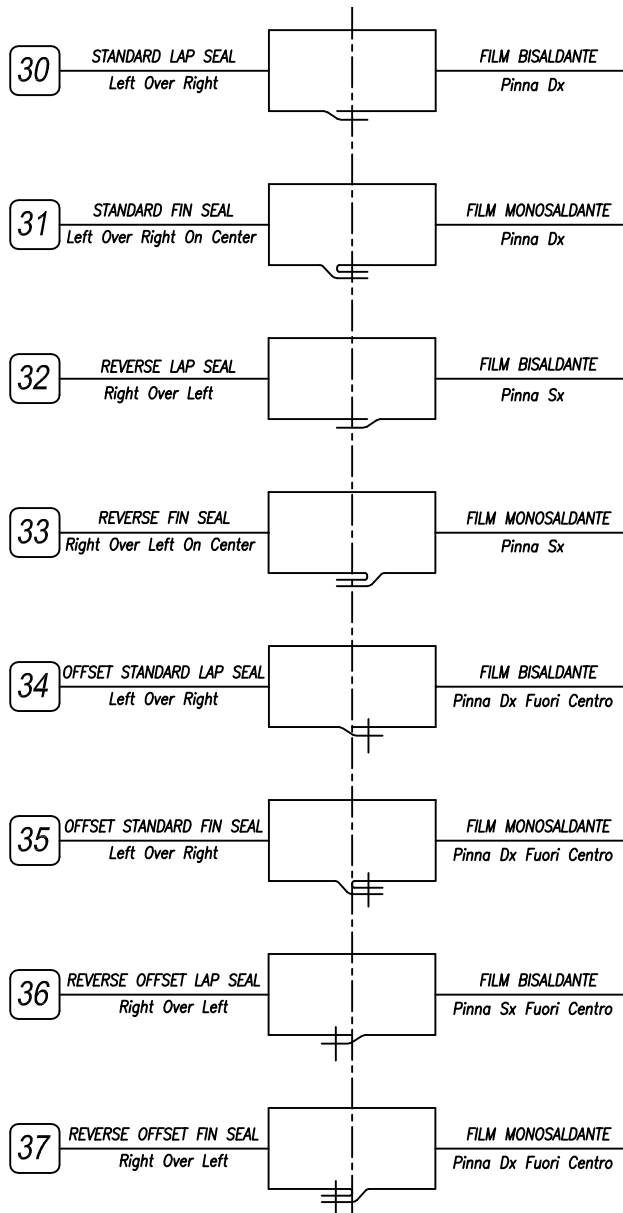 30
STANDARD LAP SEAL
Left Over Right
FILM BISALDANTE
Pinna Dx
31
STANDARD FIN SEAL
Left Over Right On Center
FILM MONOSALDANTE
Pinna Dx
32
REVERSE LAP SEAL
Right Over Left
FILM BISALDANTE
Pinna Sx
33
REVERSE FIN SEAL
Right Over Left On Center
FILM MONOSALDANTE
Pinna Sx
34
OFFSET STANDARD LAP SEAL
Left Over Right
FILM BISALDANTE
Pinna Dx Fuori Centro
35
OFFSET STANDARD FIN SEAL
Left Over Right
FILM MONOSALDANTE
Pinna Dx Fuori Centro
36
REVERSE OFFSET LAP SEAL
Right Over Left
FILM BISALDANTE
Pinna Sx Fuori Centro
37
REVERSE OFFSET FIN SEAL
Right Over Left
FILM MONOSALDANTE
Pinna Dx Fuori Centro